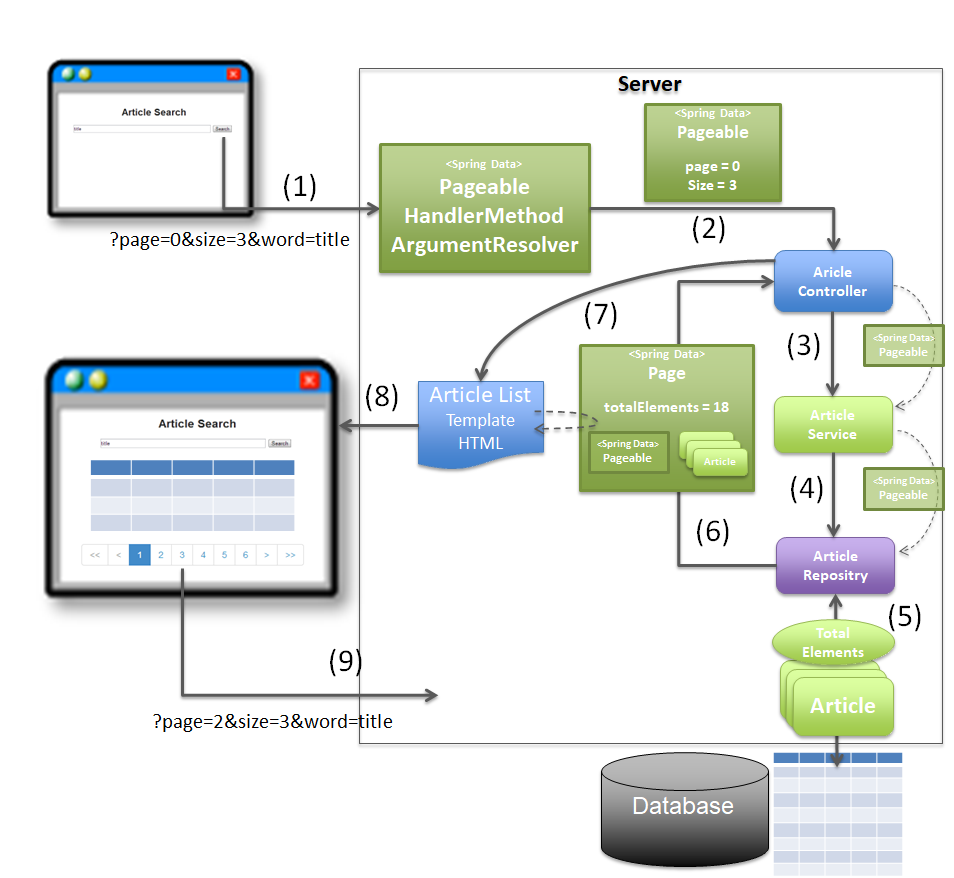 Server
Article Search
title
Search
(1)
?page=0&size=3&word=title
<Spring Data>
Pageable
HandlerMethod
ArgumentResolver
<Spring Data>
Pageable
page = 0
Size = 3
(2)
Aricle
Controller
(3)
<Spring Data>
Pageable
Article
Service
(4)
<Spring Data>
Pageable
Article
Repositry
(5)
Total
Elements
Article
Database
(6)
<Spring Data>
Page
totalElements = 18
<Spring Data>
Pageable
Article
(7)
Article List
Template
HTML
(8)
Article Search
title
Search
<< < 1 2 3 4 5 6 > >>
(9)
?page=2&size=3&word=title